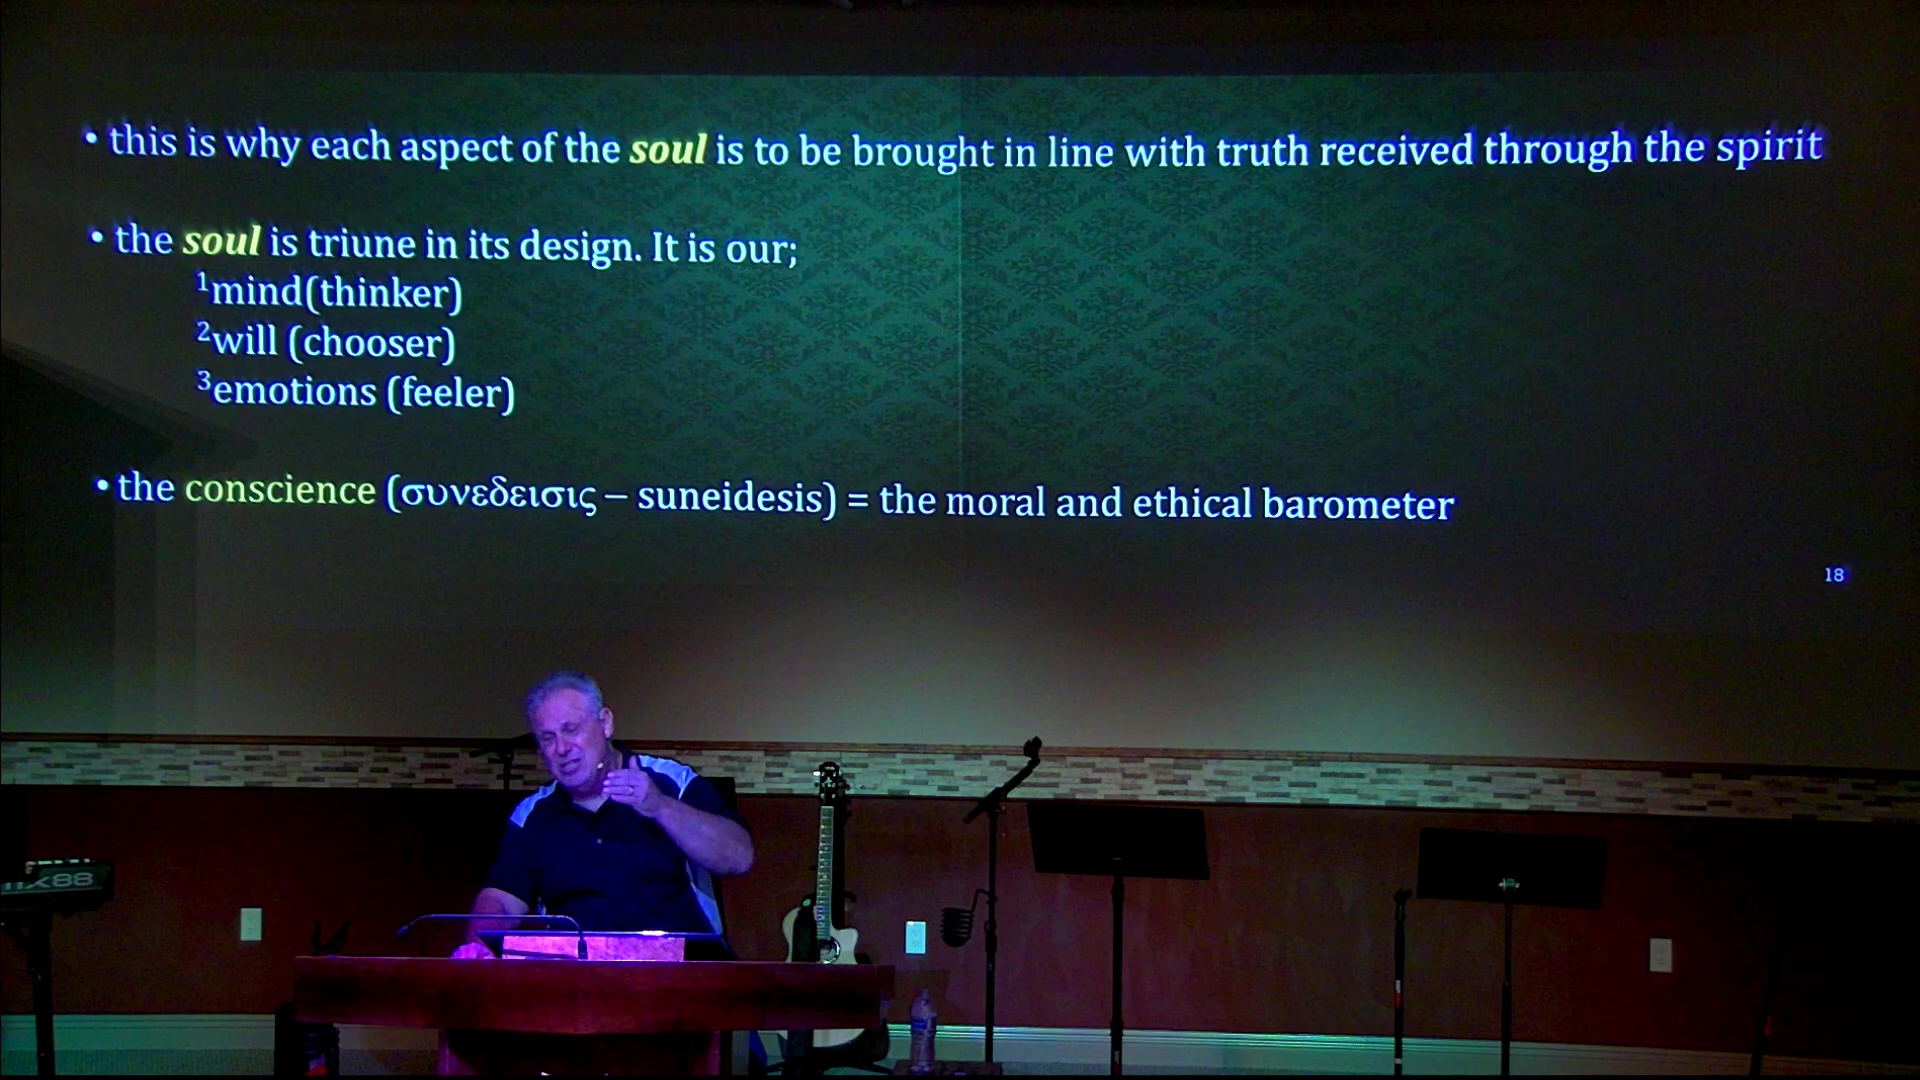 • this is why each aspect of the soul is to be brought in line with truth received through the spirit
• the soul is triune in its design. It is our;
¹mind(thinker)
²will (chooser)
³emotions (feeler)
• the conscience (συνεδεισις – suneidesis) = the moral and ethical barometer
18